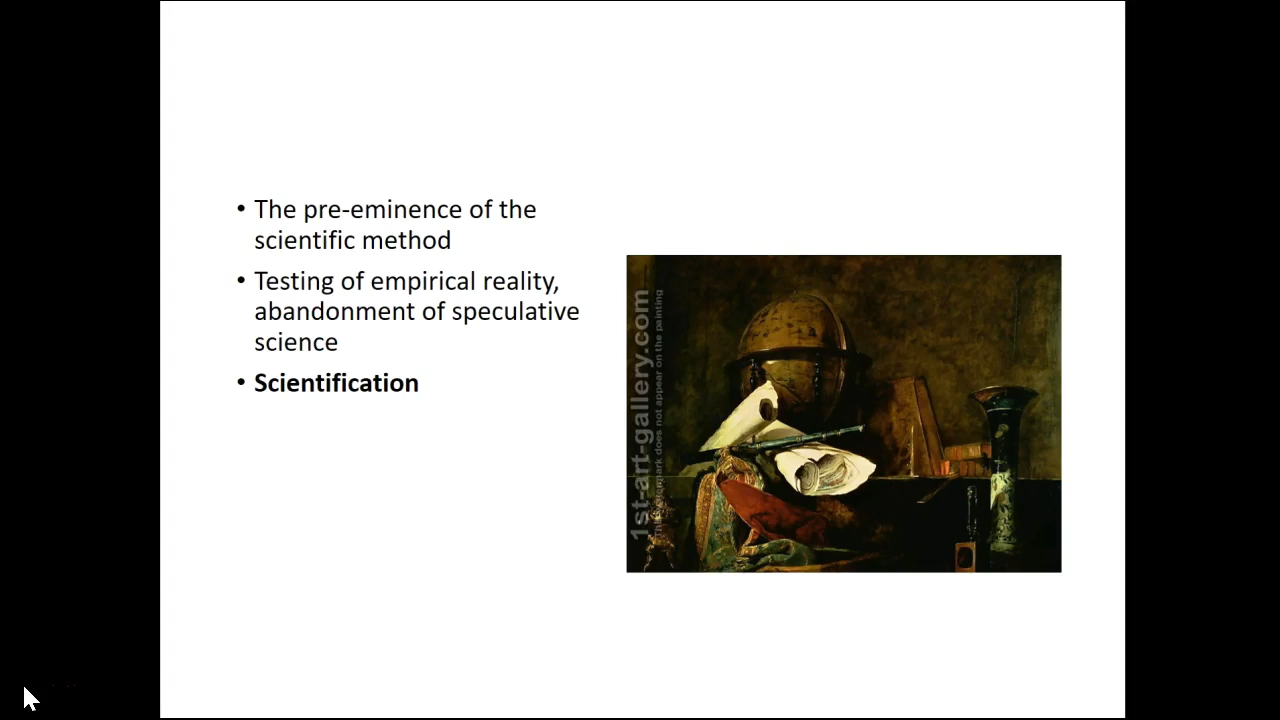 • The pre-eminence of the
scientific method
• Testing of empirical reality,
abandonment of speculative
science
• Scientification
1st-art-gallery.com
This watermark does not appear on the painting